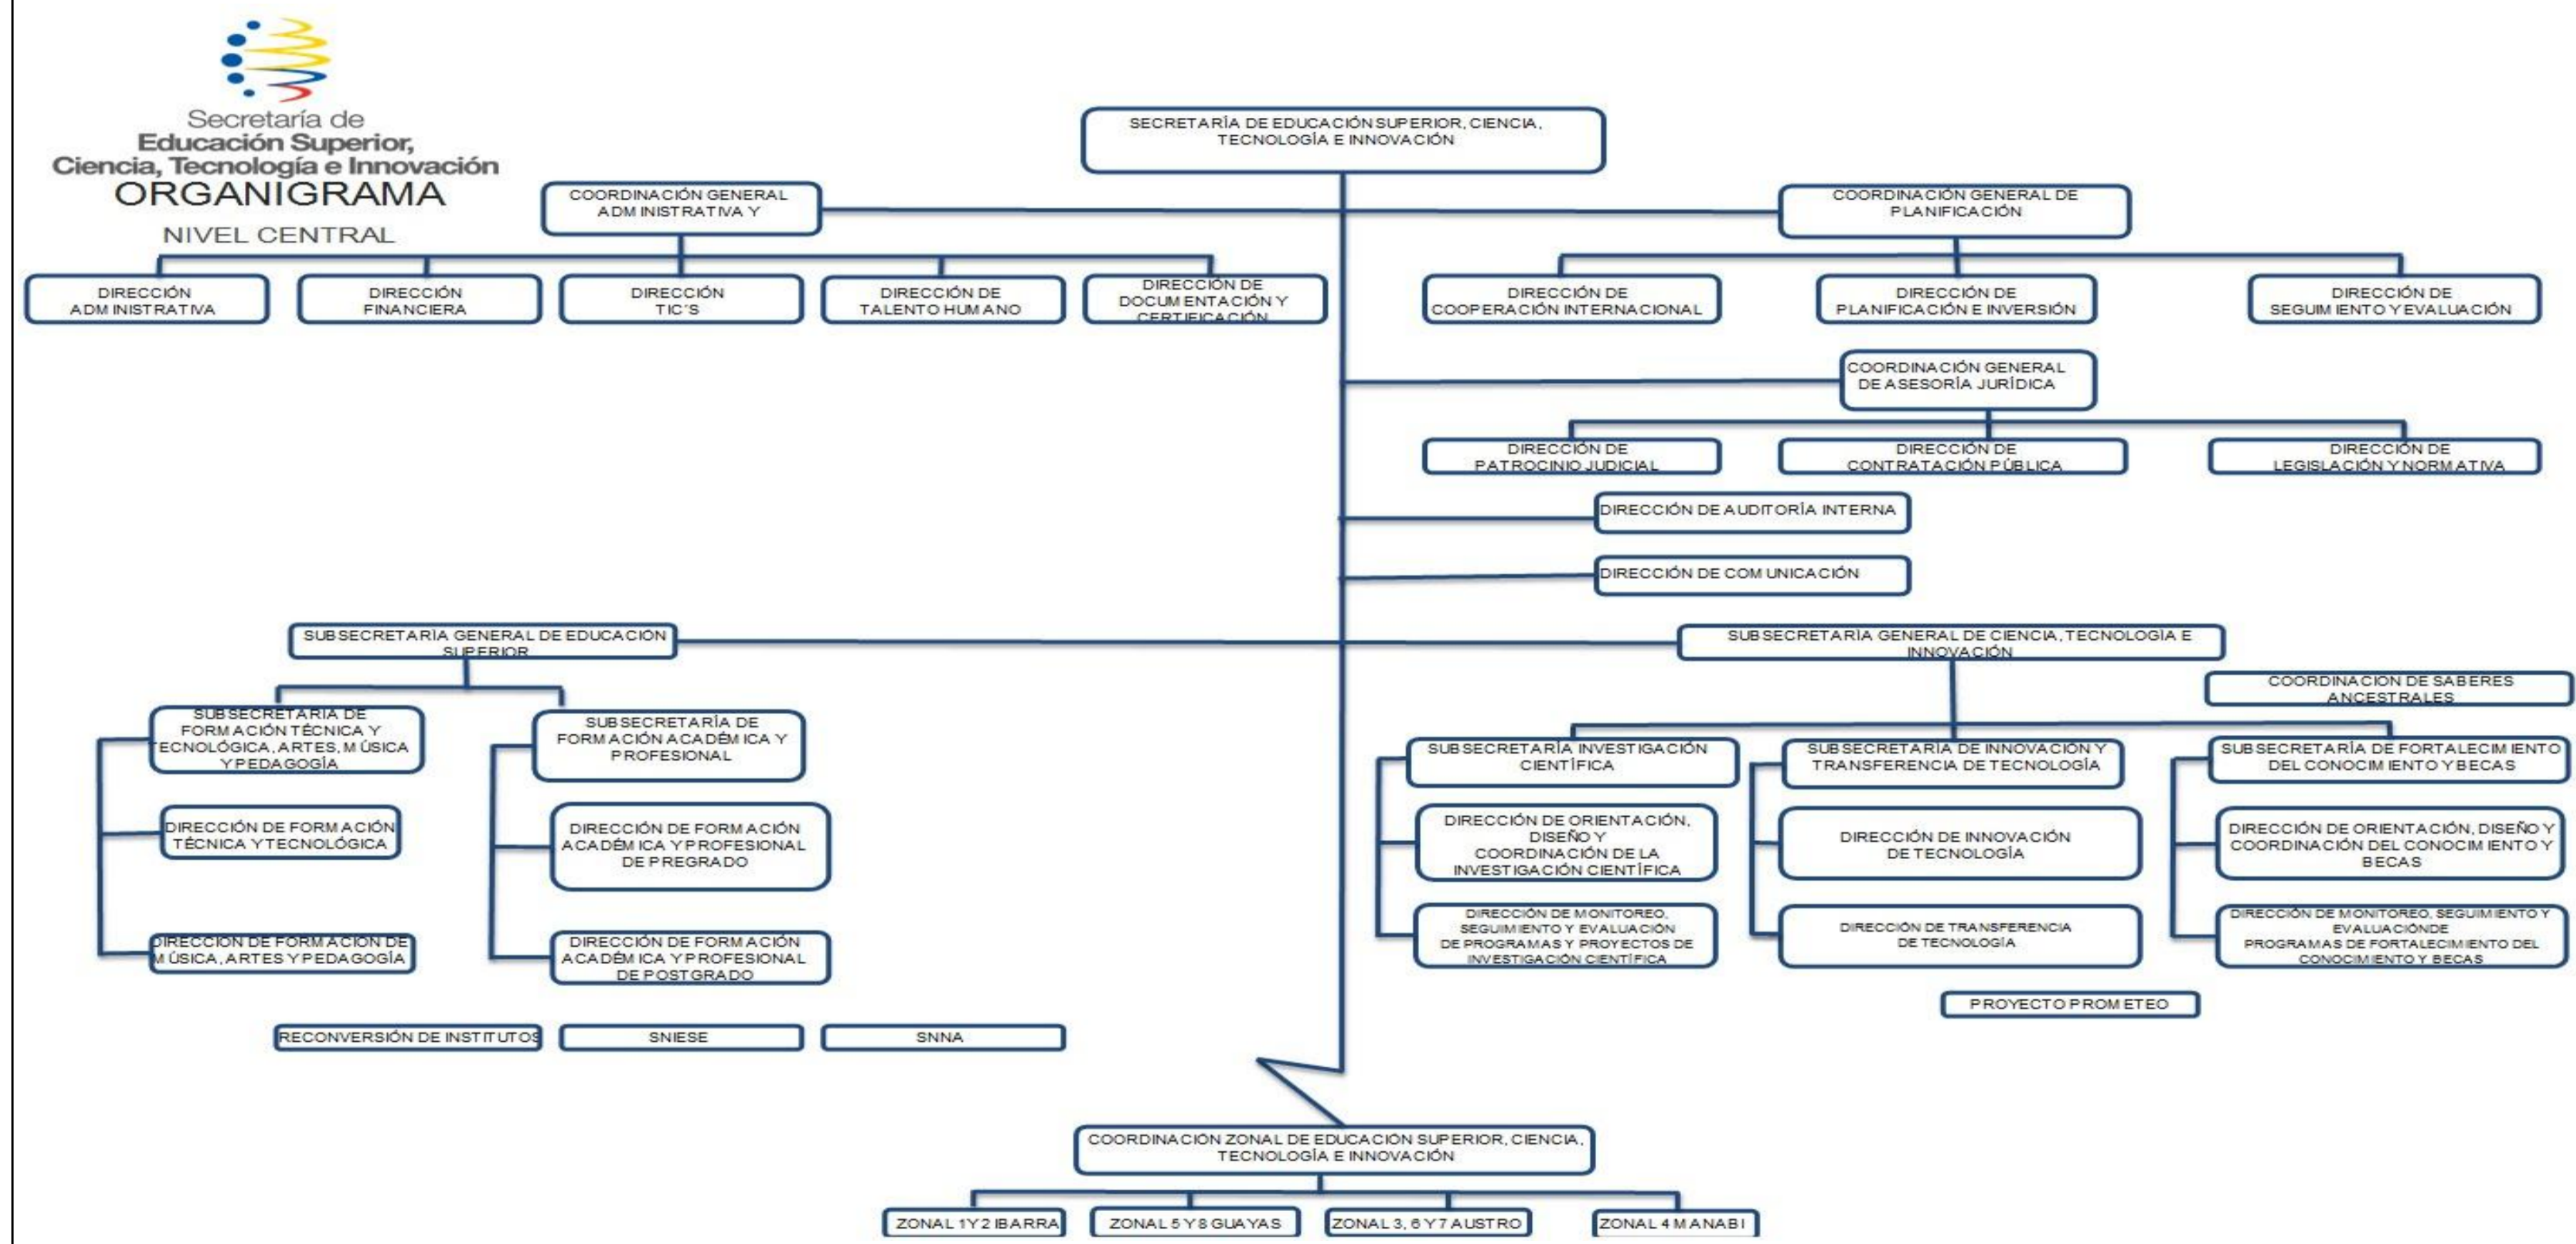 Secretaría de
Educación Superior,
Ciencia, Tecnología e Innovación
ORGANIGRAMA
NIVEL CENTRAL
SECRETARÍA DE EDUCACIÓN SUPERIOR, CIENCIA,
TECNOLOGÍA E INNOVACIÓN
COORDINACIÓN GENERAL
ADMINISTRATIVA Y
COORDINACIÓN GENERAL DE
PLANIFICACIÓN
DIRECCIÓN
ADMINISTRATIVA
DIRECCIÓN
FINANCIERA
DIRECCIÓN
TIC'S
DIRECCIÓN DE
TALENTO HUMANO
DIRECCIÓN DE
DOCUMENTACIÓN Y
CERTIFICACIÓN
DIRECCIÓN DE
COOPERACIÓN INTERNACIONAL
DIRECCIÓN DE
PLANIFICACIÓN E INVERSIÓN
DIRECCIÓN DE
SEGUIMIENTO Y EVALUACIÓN
COORDINACIÓN GENERAL
DE ASESORÍA JURÍDICA
DIRECCIÓN DE
PATROCINIO JUDICIAL
DIRECCIÓN DE
CONTRATACIÓN PÚBLICA
DIRECCIÓN DE
LEGISLACIÓN Y NORMATIVA
DIRECCIÓN DE AUDITORÍA INTERNA
DIRECCIÓN DE COMUNICACIÓN
SUBSECRETARÍA GENERAL DE EDUCACIÓN
SUPERIOR
SUBSECRETARÍA GENERAL DE CIENCIA, TECNOLOGÍA E
INNOVACIÓN
COORDINACION DE SABERES
ANCESTRALES
SUBSECRETARÍA DE
FORMACIÓN TÉCNICA Y
ECNOLÓGICA, ARTES, MÚSICA
Y PEDAGOGÍA
SUBSECRETARÍA DE
FORMACIÓN ACADÉMICA Y
PROFESIONAL
SUBSECRETARÍA INVESTIGACIÓN
CIENTÍFICA
SUBSECRETARÍA DE INNOVACIÓN Y
TRANSFERENCIA DE TECNOLOGÍA
SUBSECRETARÍA DE FORTALECIMIENTO
DEL CONOCIMIENTO Y BECAS
DIRECCIÓN DE FORMACIÓN
TÉCNICA Y TECNOLÓGICA
DIRECCIÓN DE FORMACIÓN
ACADÉMICA Y PROFESIONAL
DE PREGRADO
DIRECCIÓN DE ORIENTACIÓN,
DISEÑO Y
COORDINACIÓN DE LA
INVESTIGACIÓN CIENTÍFICA
DIRECCIÓN DE INNOVACIÓN
DE TECNOLOGÍA
DIRECCIÓN DE ORIENTACIÓN, DISEÑO Y
COORDINACIÓN DEL CONOCIMIENTO Y
BECAS
DIRECCIÓN DE FORMACIÓN DE
MÚSICA, ARTES Y PEDAGOGÍA
DIRECCIÓN DE FORMACIÓN
ACADÉMICA Y PROFESIONAL
DE POSTGRADO
DIRECCIÓN DE MONITOREO,
SEGUIMIENTO Y EVALUACIÓN
DE PROGRAMAS Y PROYECTOS DE
INVESTIGACIÓN CIENTÍFICA
DIRECCIÓN DE TRANSFERENCIA
DE TECNOLOGÍA
DIRECCIÓN DE MONITOREO, SEGUIMIENTO Y
EVALUACIÓNDE
PROGRAMAS DE FORTALECIMIENTO DEL
CONOCIMIENTO Y BECAS
PROYECTO PROMETEO
RECONVERSIÓN DE INSTITUTOS
SNIESE
SNNA
COORDINACIÓN ZONAL DE EDUCACIÓN SUPERIOR, CIENCIA,
TECNOLOGÍA E INNOVACIÓN
ZONAL 1 Y 2 IBARRA
ZONAL 5 Y 8 GUAYAS
ZONAL 3, 6 Y 7 AUSTRO
ZONAL 4 MANABI